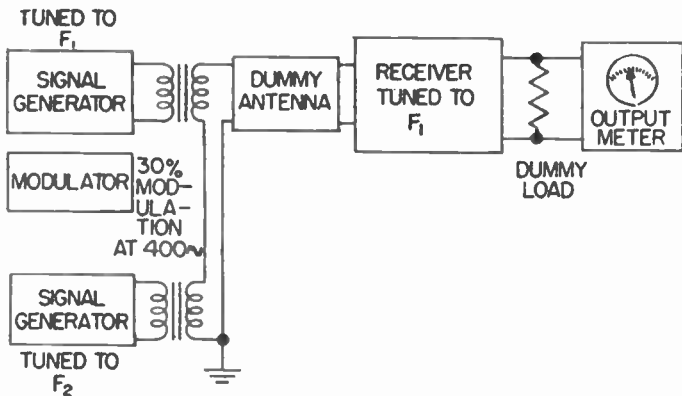 TUNED TO
F₁
SIGNAL
GENERATOR
MODULATOR
30%
MOD-
ULA-
TION
AT 400~
SIGNAL
GENERATOR
TUNED TO
F₂
DUMMY
ANTENNA
RECEIVER
TUNED TO
F₁
DUMMY
LOAD
OUTPUT
METER